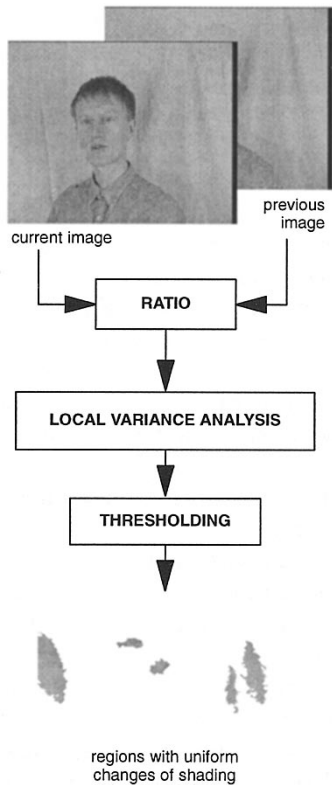 current image
previous
image
RATIO
LOCAL VARIANCE ANALYSIS
THRESHOLDING
regions with uniform
changes of shading